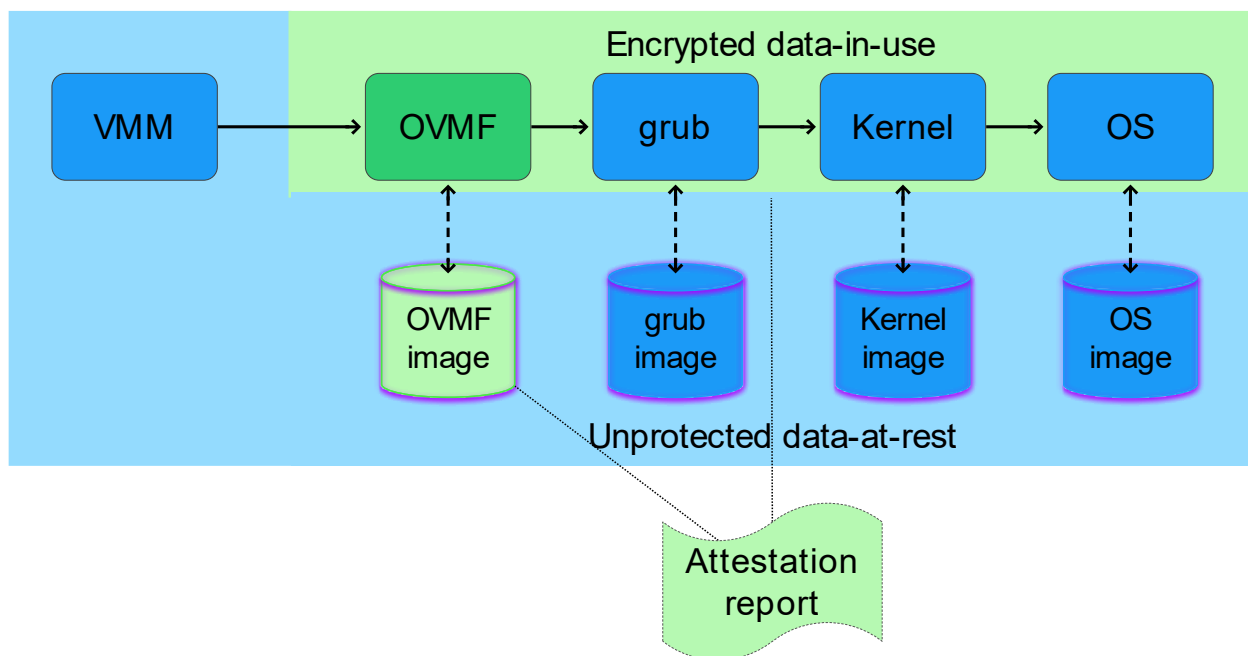 Encrypted data-in-use
VMM
OVMF
grub
Kernel
OS
OVMF
image
grub
image
Kernel
image
OS
image
Unprotected data-at-rest
Attestation
report